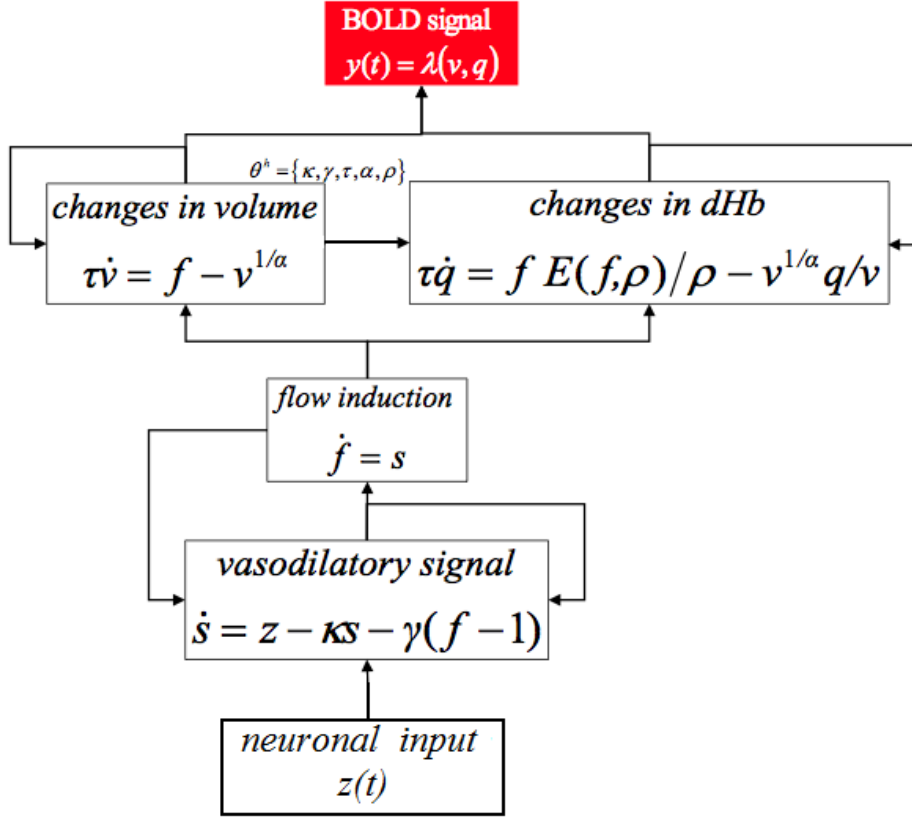 BOLD signal
y(t) = λ(v, q)
θʰ = {κ, γ, τ, α, ρ}
changes in volume
τv̇ = f − v^{1/α}
changes in dHb
τq̇ = f E(f,ρ)/ρ − v^{1/α} q/v
flow induction
ḟ = s
vasodilatory signal
ṡ = z − κs − γ(f − 1)
neuronal input
z(t)